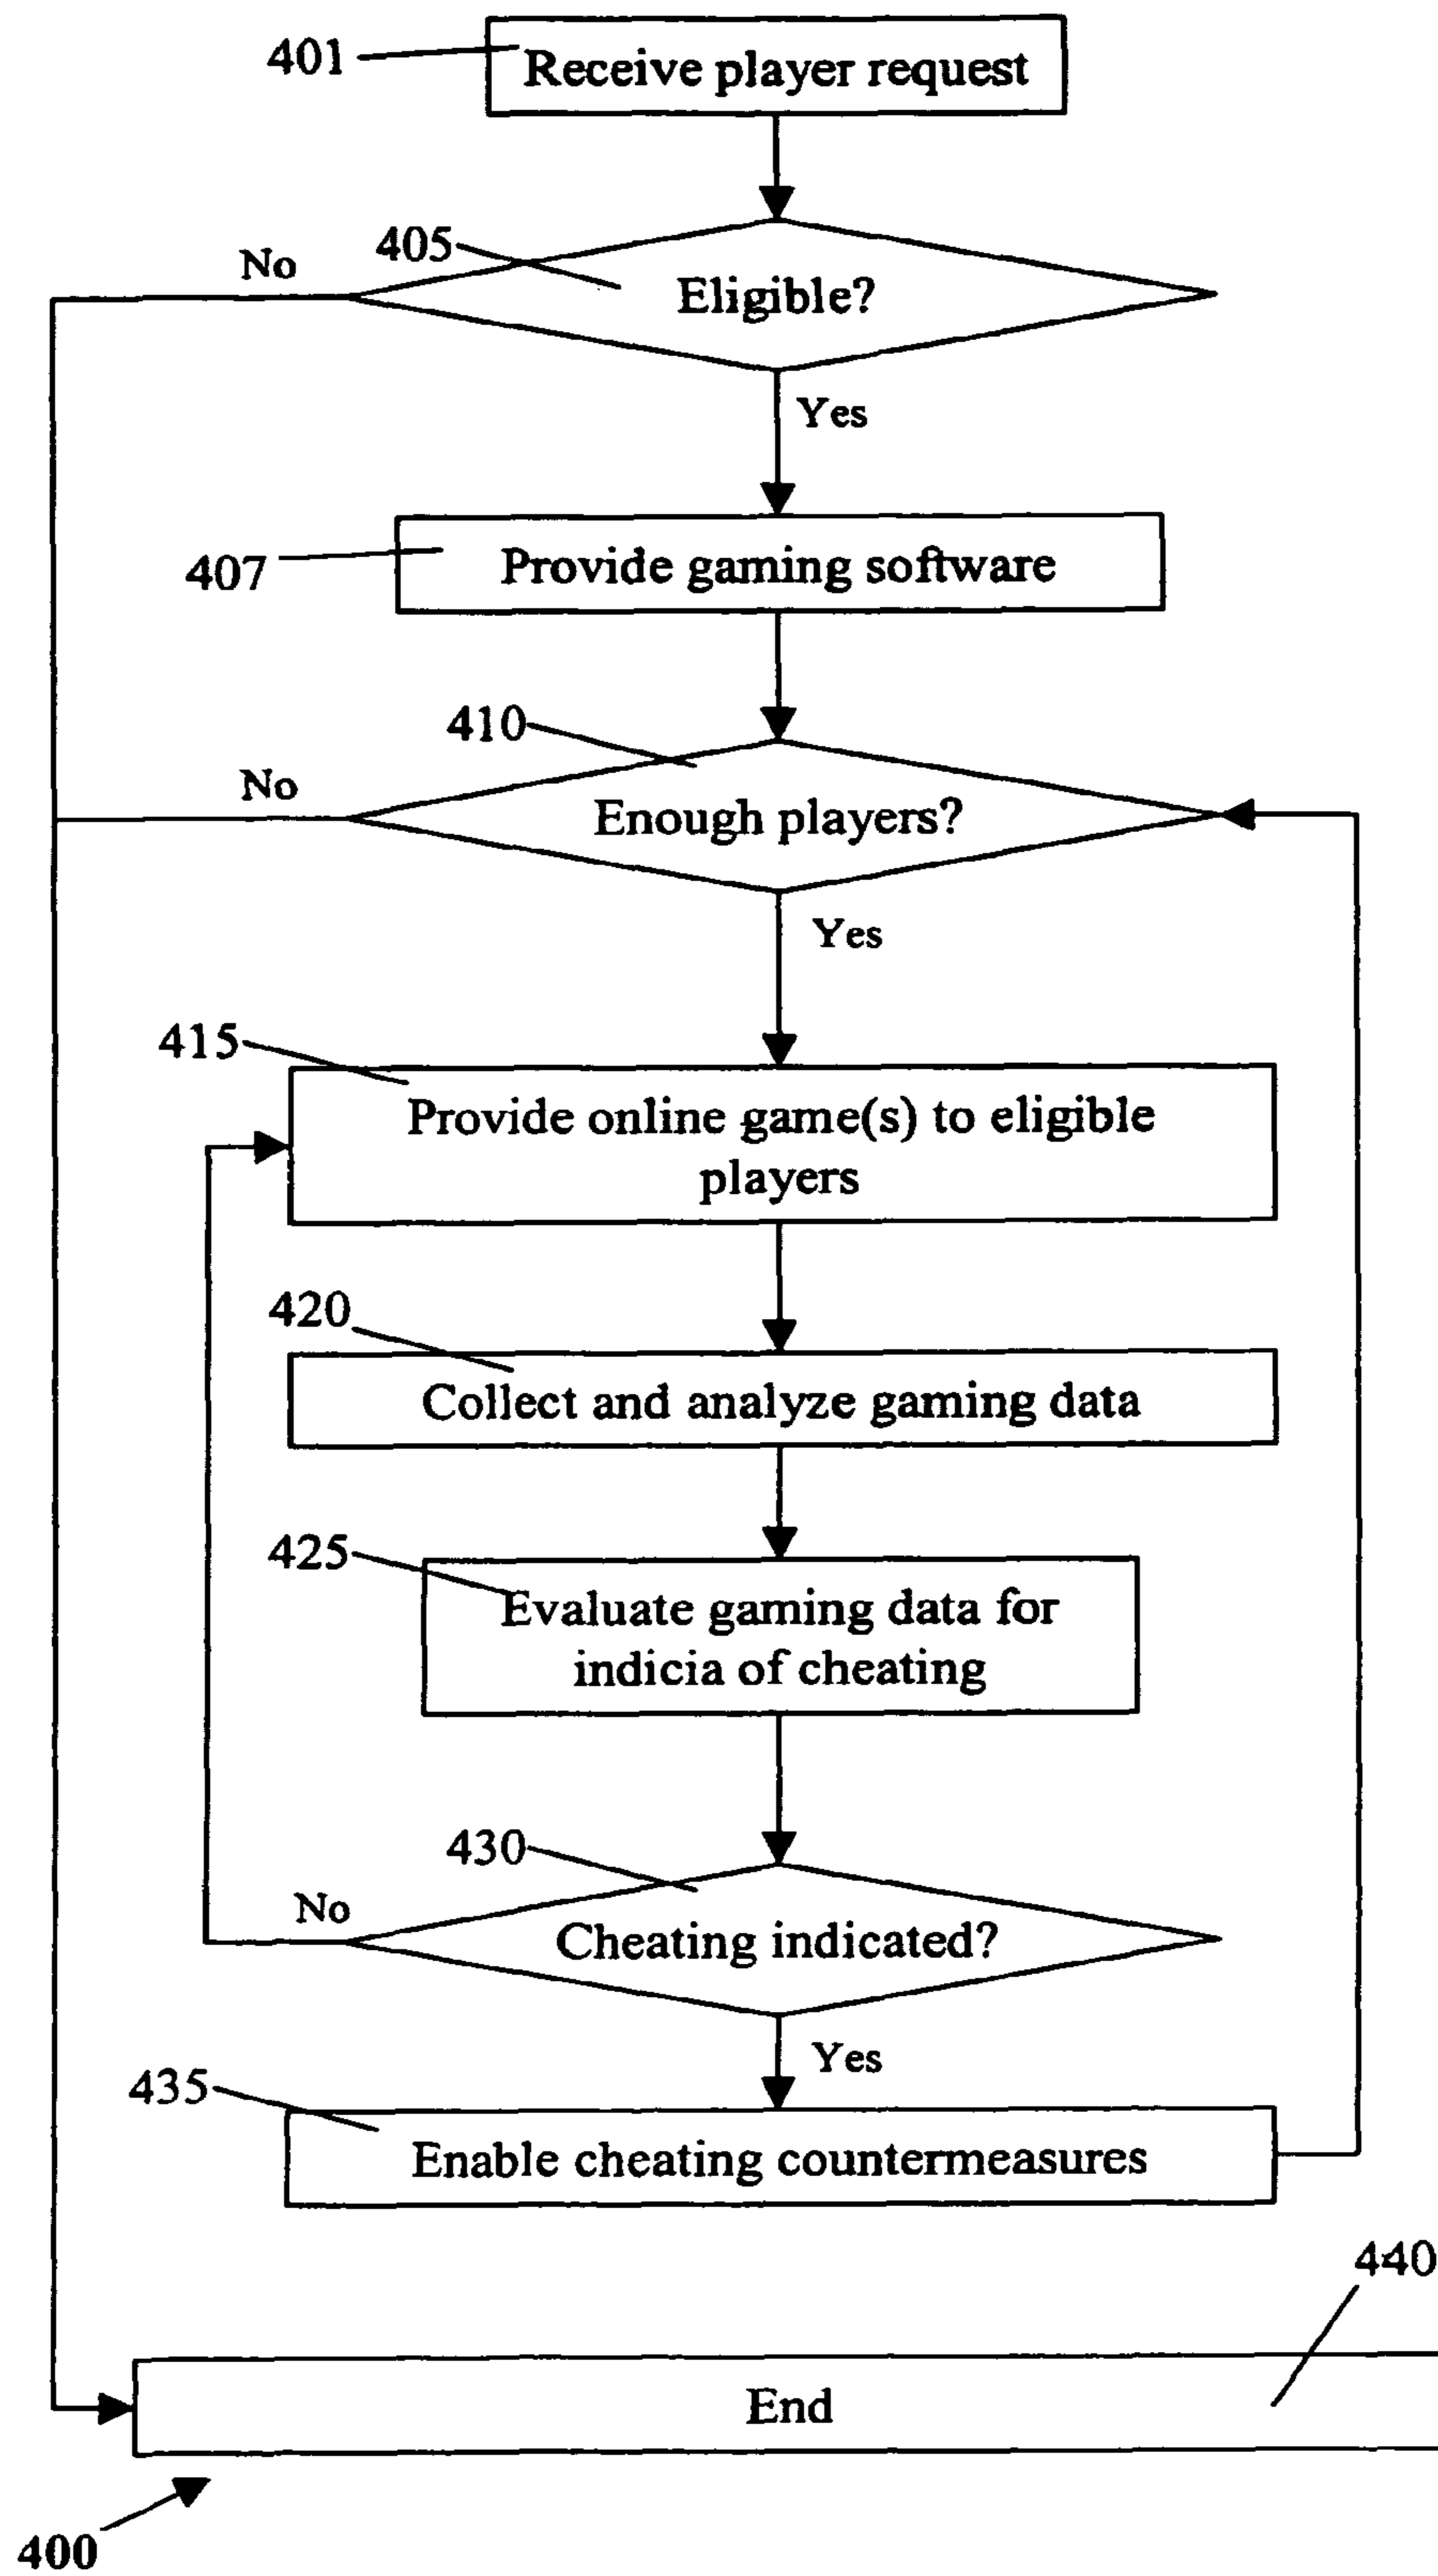 401
Receive player request
405
No
Eligible?
Yes
407
Provide gaming software
410
No
Enough players?
Yes
415
Provide online game(s) to eligible
players
420
Collect and analyze gaming data
425
Evaluate gaming data for
indicia of cheating
430
No
Cheating indicated?
Yes
435
Enable cheating countermeasures
440
End
400